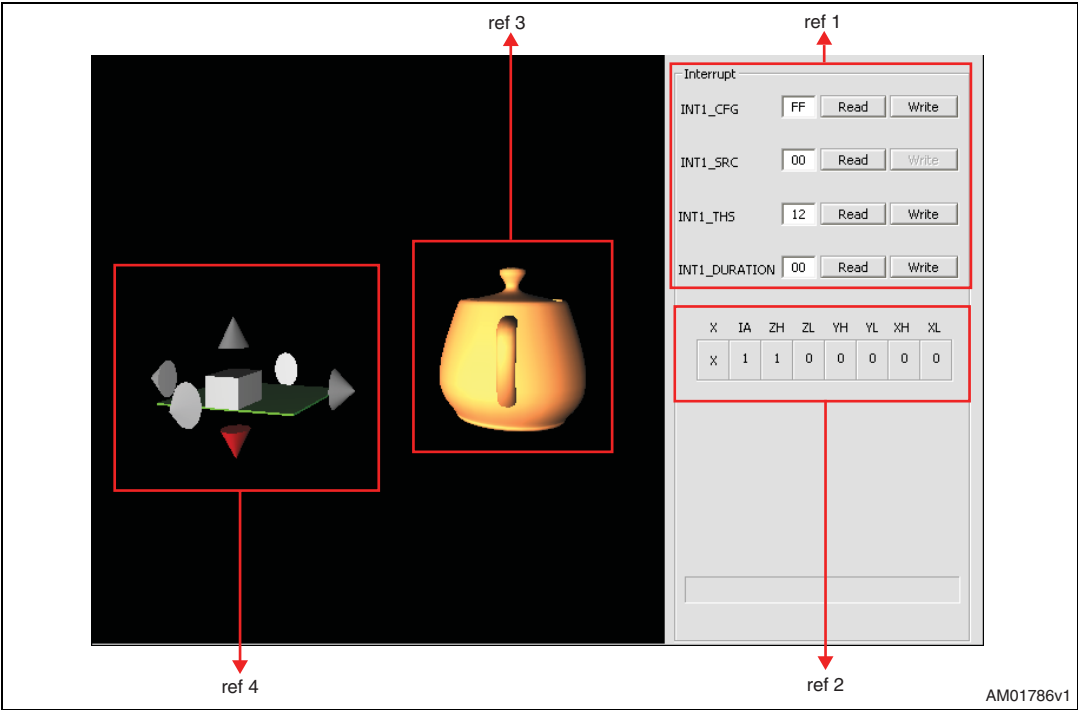 ref 3
ref 1
Interrupt
INT1_CFG FF Read Write
INT1_SRC 00 Read Write
INT1_THS 12 Read Write
INT1_DURATION 00 Read Write
X IA ZH ZL YH YL XH XL
X 1 1 0 0 0 0 0
ref 4
ref 2
AM01786v1